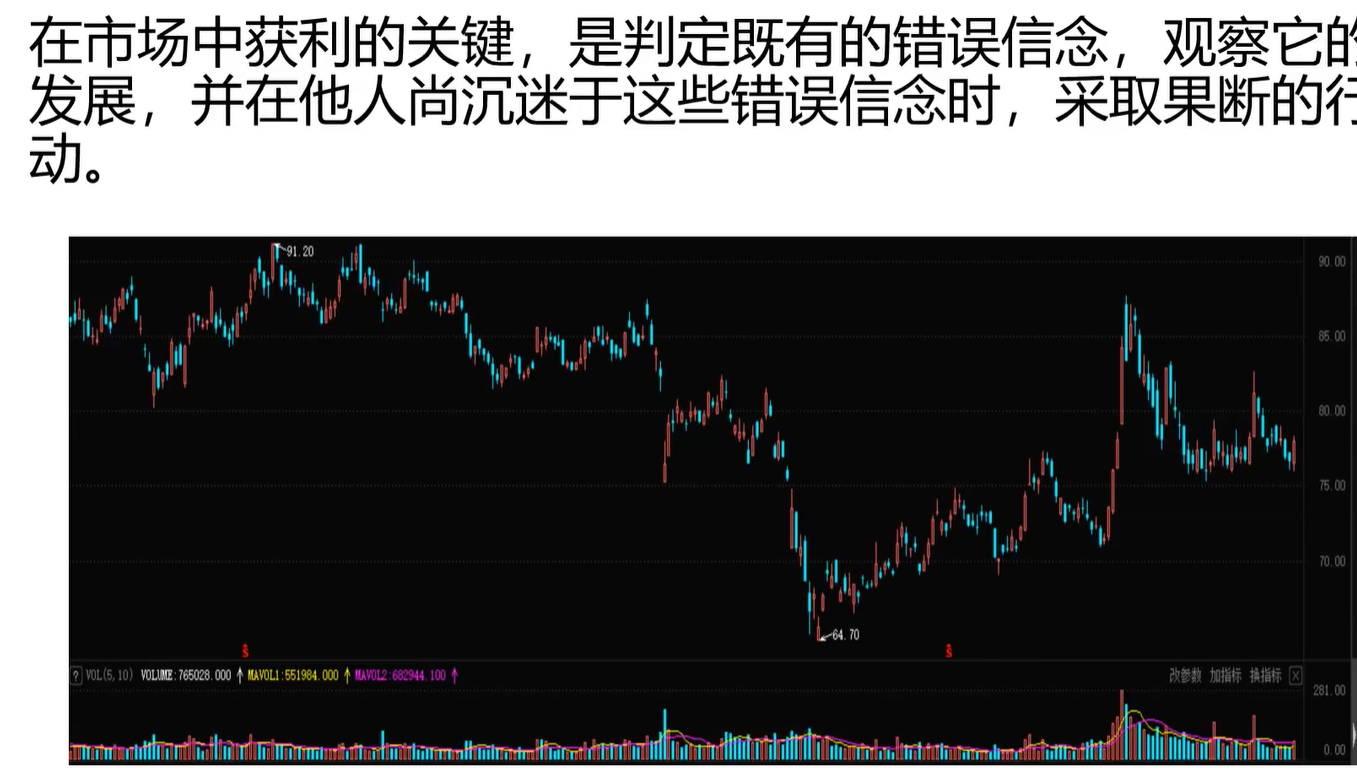 在市场中获利的关键，是判定既有的错误信念，观察它的
发展，并在他人尚沉迷于这些错误信念时，采取果断的行
动。
91.20
90.00
85.00
80.00
75.00
70.00
64.70
S
S
? VOL(5,10) VOLUME:765028.000 ↑ MAVOL1:551984.000 ↑ MAVOL2:682944.100 ↑ 改参数 加指标 换指标
281.00
0.00